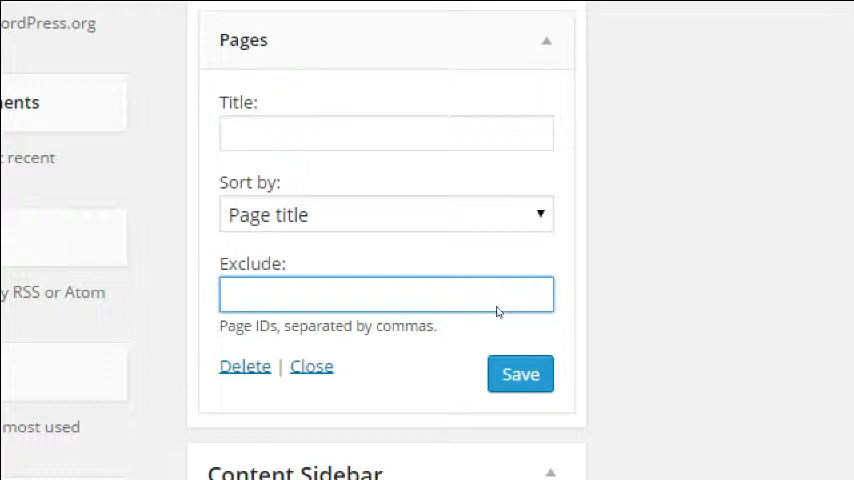 ordPress.org
Pages
Title:
ents
t recent
Sort by:
Page title
Exclude:
y RSS or Atom
Page IDs, separated by commas.
Delete | Close
Save
most used
Content Sidebar